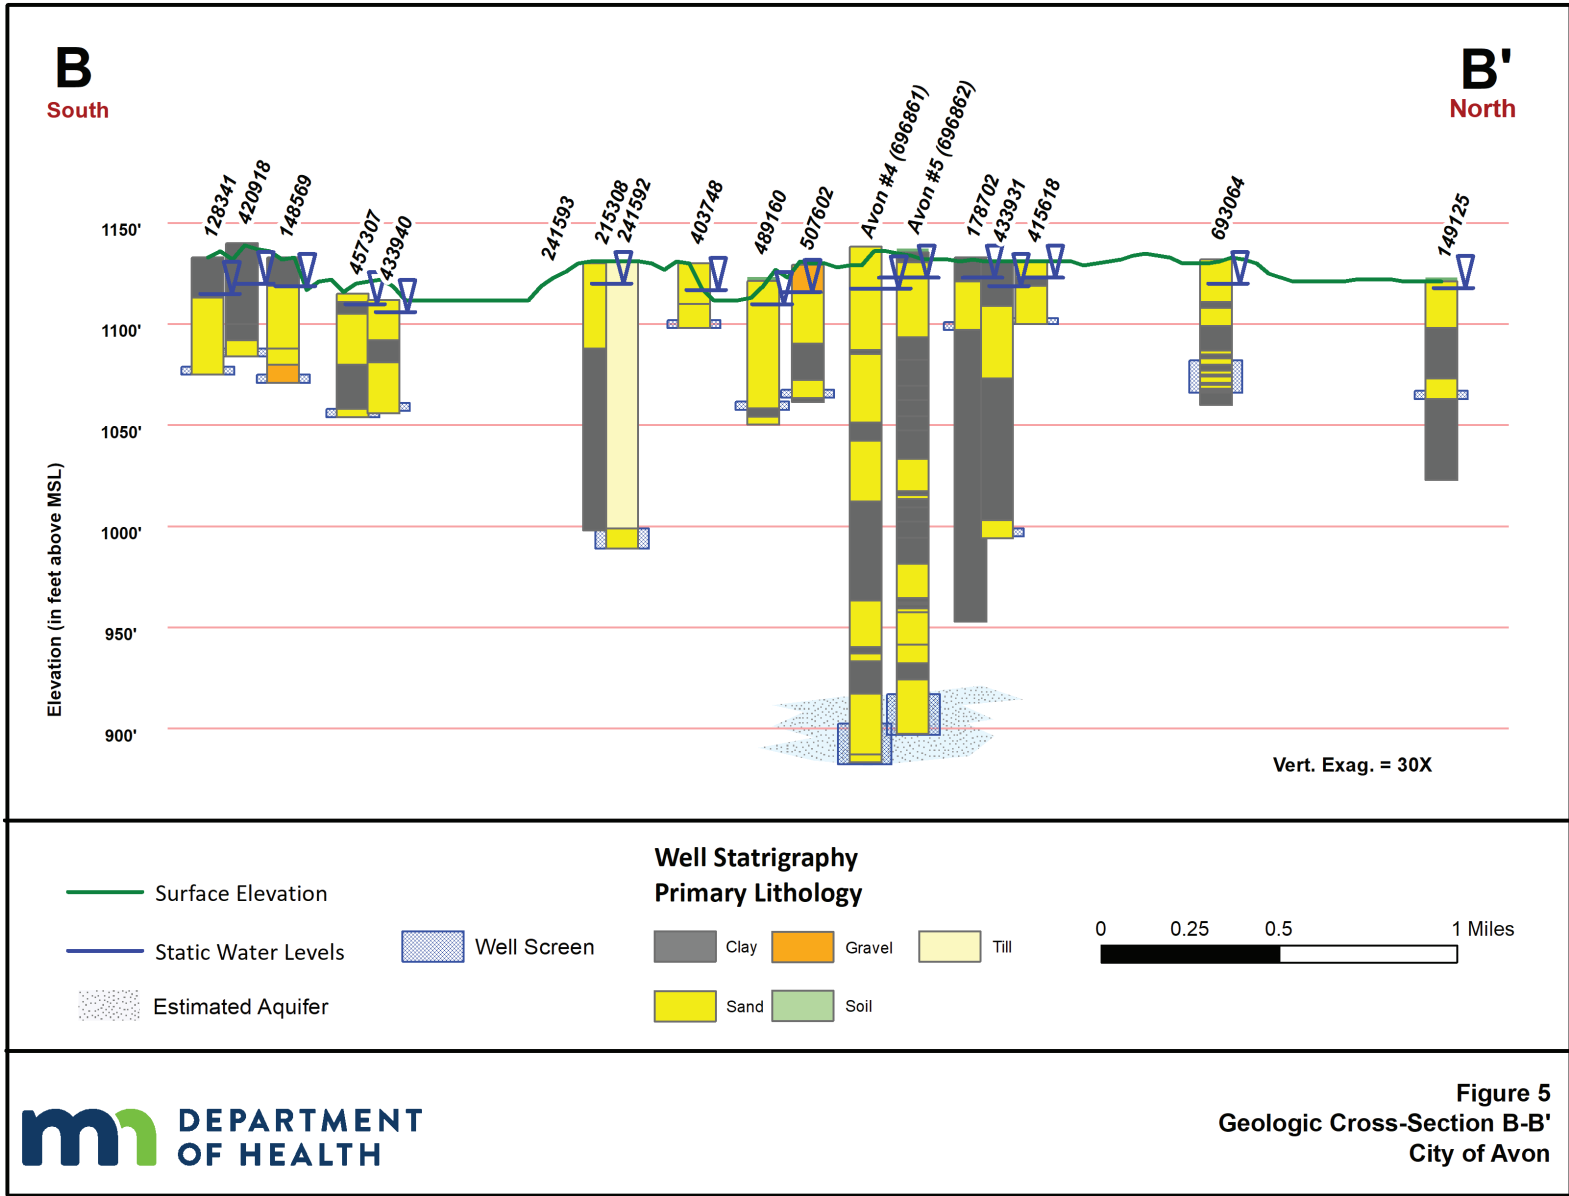 B
South
B'
North
128341
420918
148569
457307
433940
241593
215308
241592
403748
489160
507602
Avon #4 (696861)
Avon #5 (696862)
178702
433931
415618
693064
149125
1150'
1100'
1050'
1000'
950'
900'
Elevation (in feet above MSL)
Vert. Exag. = 30X
Well Statrigraphy
Primary Lithology
Surface Elevation
Static Water Levels
Estimated Aquifer
Well Screen
Clay
Gravel
Till
Sand
Soil
0 0.25 0.5 1 Miles
mn DEPARTMENT
OF HEALTH
Figure 5
Geologic Cross-Section B-B'
City of Avon